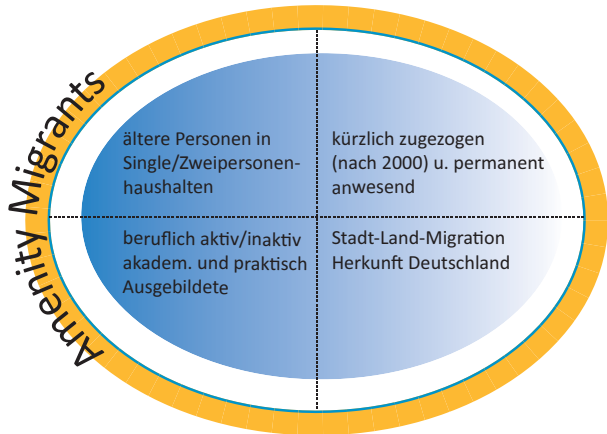 Amenity Migrants
ältere Personen in
Single/Zweipersonen-
haushalten
kürzlich zugezogen
(nach 2000) u. permanent
anwesend
beruflich aktiv/inaktiv
akadem. und praktisch
Ausgebildete
Stadt-Land-Migration
Herkunft Deutschland